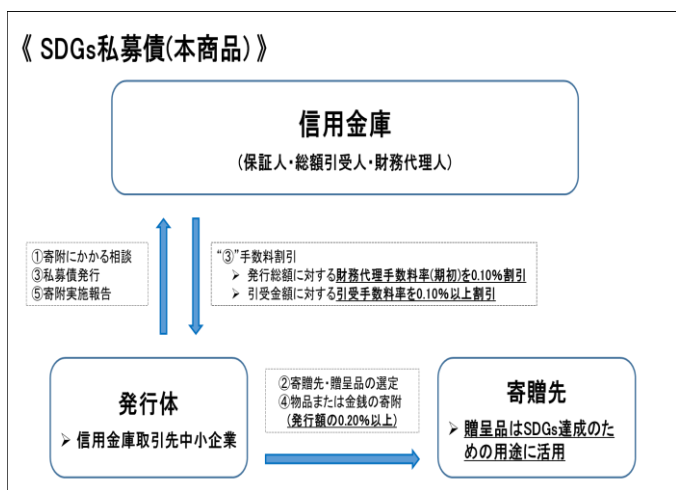 《 SDGs私募債(本商品) 》
信用金庫
(保証人・総額引受人・財務代理人)
①寄附にかかる相談
③私募債発行
⑤寄附実施報告
“③”手数料割引
➢ 発行総額に対する財務代理手数料率(期初)を0.10%割引
➢ 引受金額に対する引受手数料率を0.10%以上割引
発行体
➢ 信用金庫取引先中小企業
②寄贈先・贈呈品の選定
④物品または金銭の寄附
(発行額の0.20%以上)
寄贈先
➢ 贈呈品はSDGs達成のた
めの用途に活用